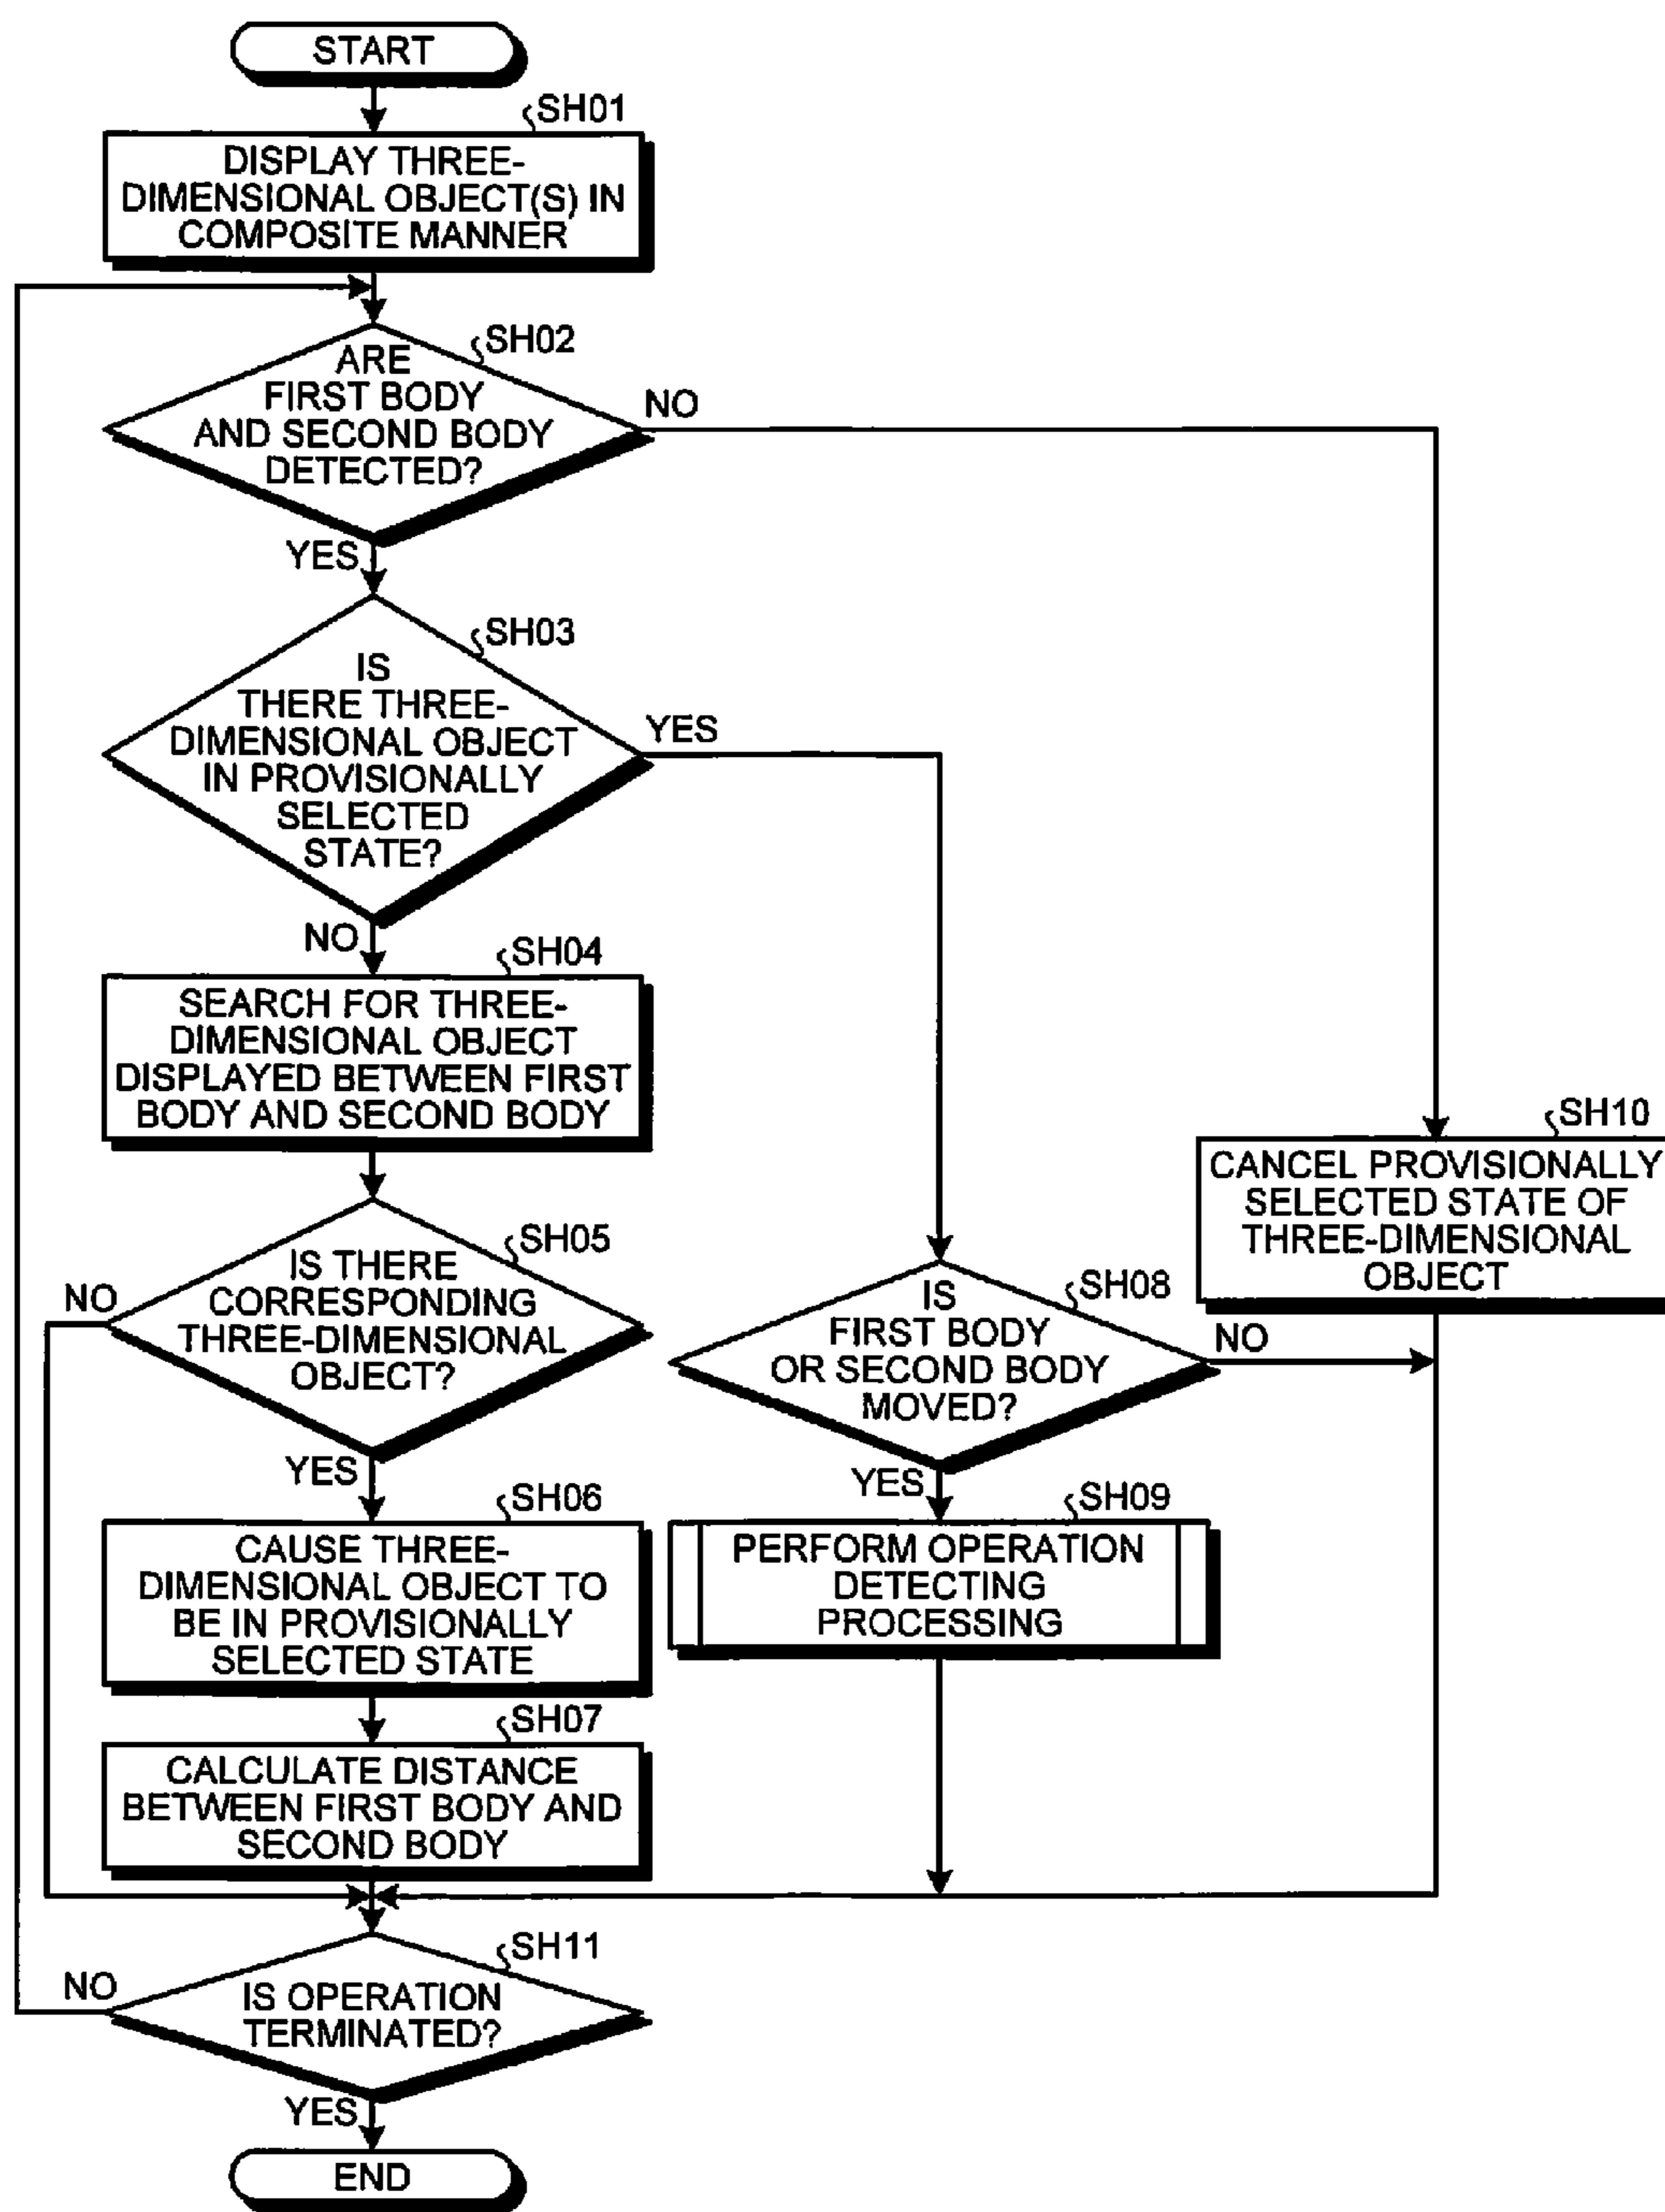 START
SH01
DISPLAY THREE-
DIMENSIONAL OBJECT(S) IN
COMPOSITE MANNER
SH02
ARE
FIRST BODY
AND SECOND BODY
DETECTED?
NO
YES
SH03
IS
THERE THREE-
DIMENSIONAL OBJECT
IN PROVISIONALLY
SELECTED
STATE?
YES
NO
SH04
SEARCH FOR THREE-
DIMENSIONAL OBJECT
DISPLAYED BETWEEN FIRST
BODY AND SECOND BODY
SH10
CANCEL PROVISIONALLY
SELECTED STATE OF
THREE-DIMENSIONAL
OBJECT
SH05
IS THERE
CORRESPONDING
THREE-DIMENSIONAL
OBJECT?
NO
YES
SH08
IS
FIRST BODY
OR SECOND BODY
MOVED?
NO
YES
SH06
CAUSE THREE-
DIMENSIONAL OBJECT TO
BE IN PROVISIONALLY
SELECTED STATE
SH09
PERFORM OPERATION
DETECTING
PROCESSING
SH07
CALCULATE DISTANCE
BETWEEN FIRST BODY AND
SECOND BODY
SH11
NO
IS OPERATION
TERMINATED?
YES
END